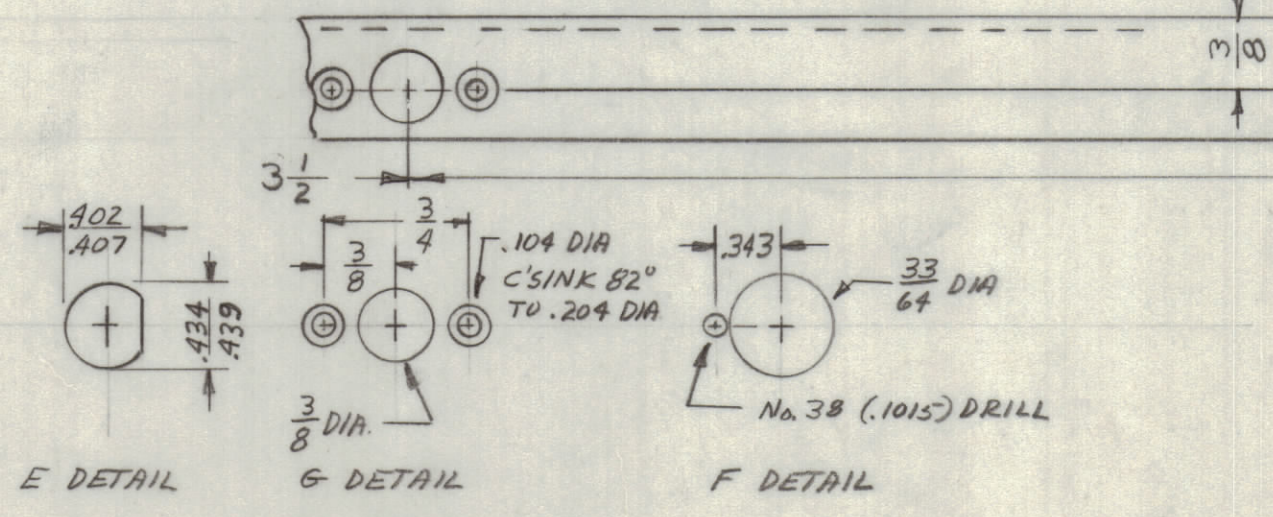 3/8
3 1/2
.402
.407
3/4
3/8
.104 DIA
C'SINK 82°
TO .204 DIA
.343
33/64 DIA
.434
.439
3/8 DIA.
No. 38 (.1015) DRILL
E DETAIL
G DETAIL
F DETAIL